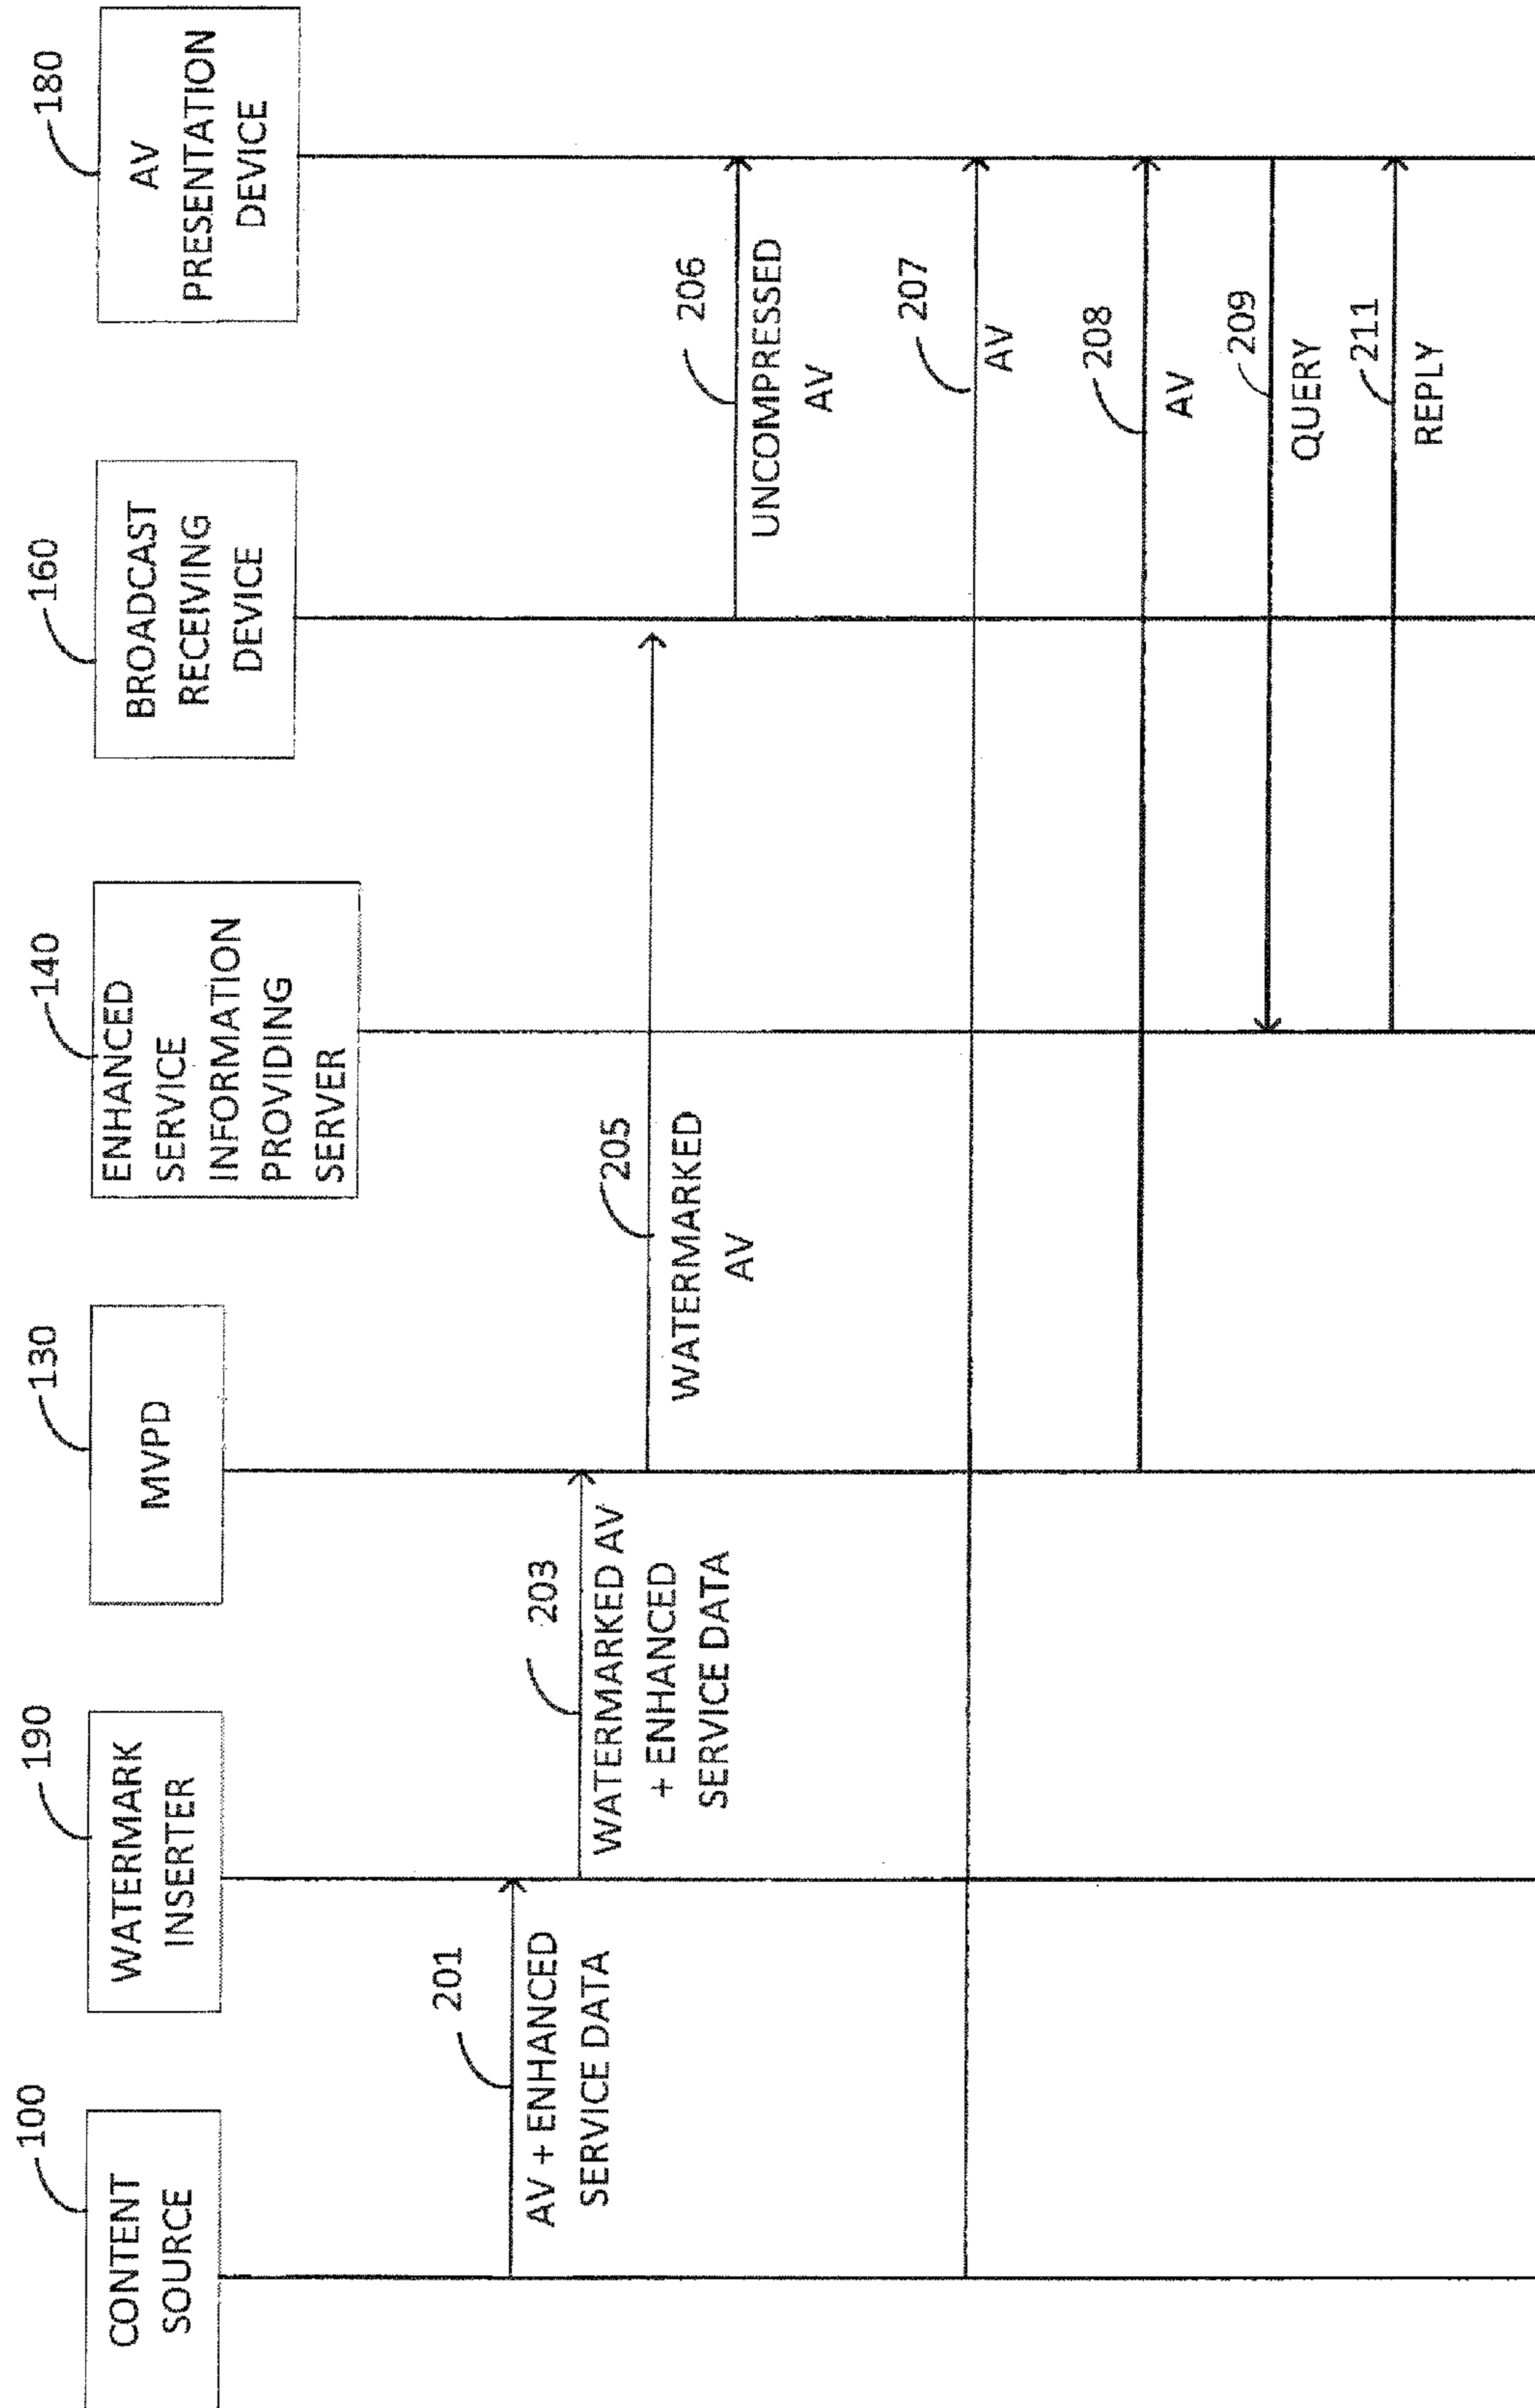 100
CONTENT
SOURCE
190
WATERMARK
INSERTER
130
MVPD
140
ENHANCED
SERVICE
INFORMATION
PROVIDING
SERVER
160
BROADCAST
RECEIVING
DEVICE
180
AV
PRESENTATION
DEVICE
201
AV + ENHANCED
SERVICE DATA
203
WATERMARKED AV
+ ENHANCED
SERVICE DATA
205
WATERMARKED
AV
206
UNCOMPRESSED
AV
207
AV
208
AV
209
QUERY
211
REPLY